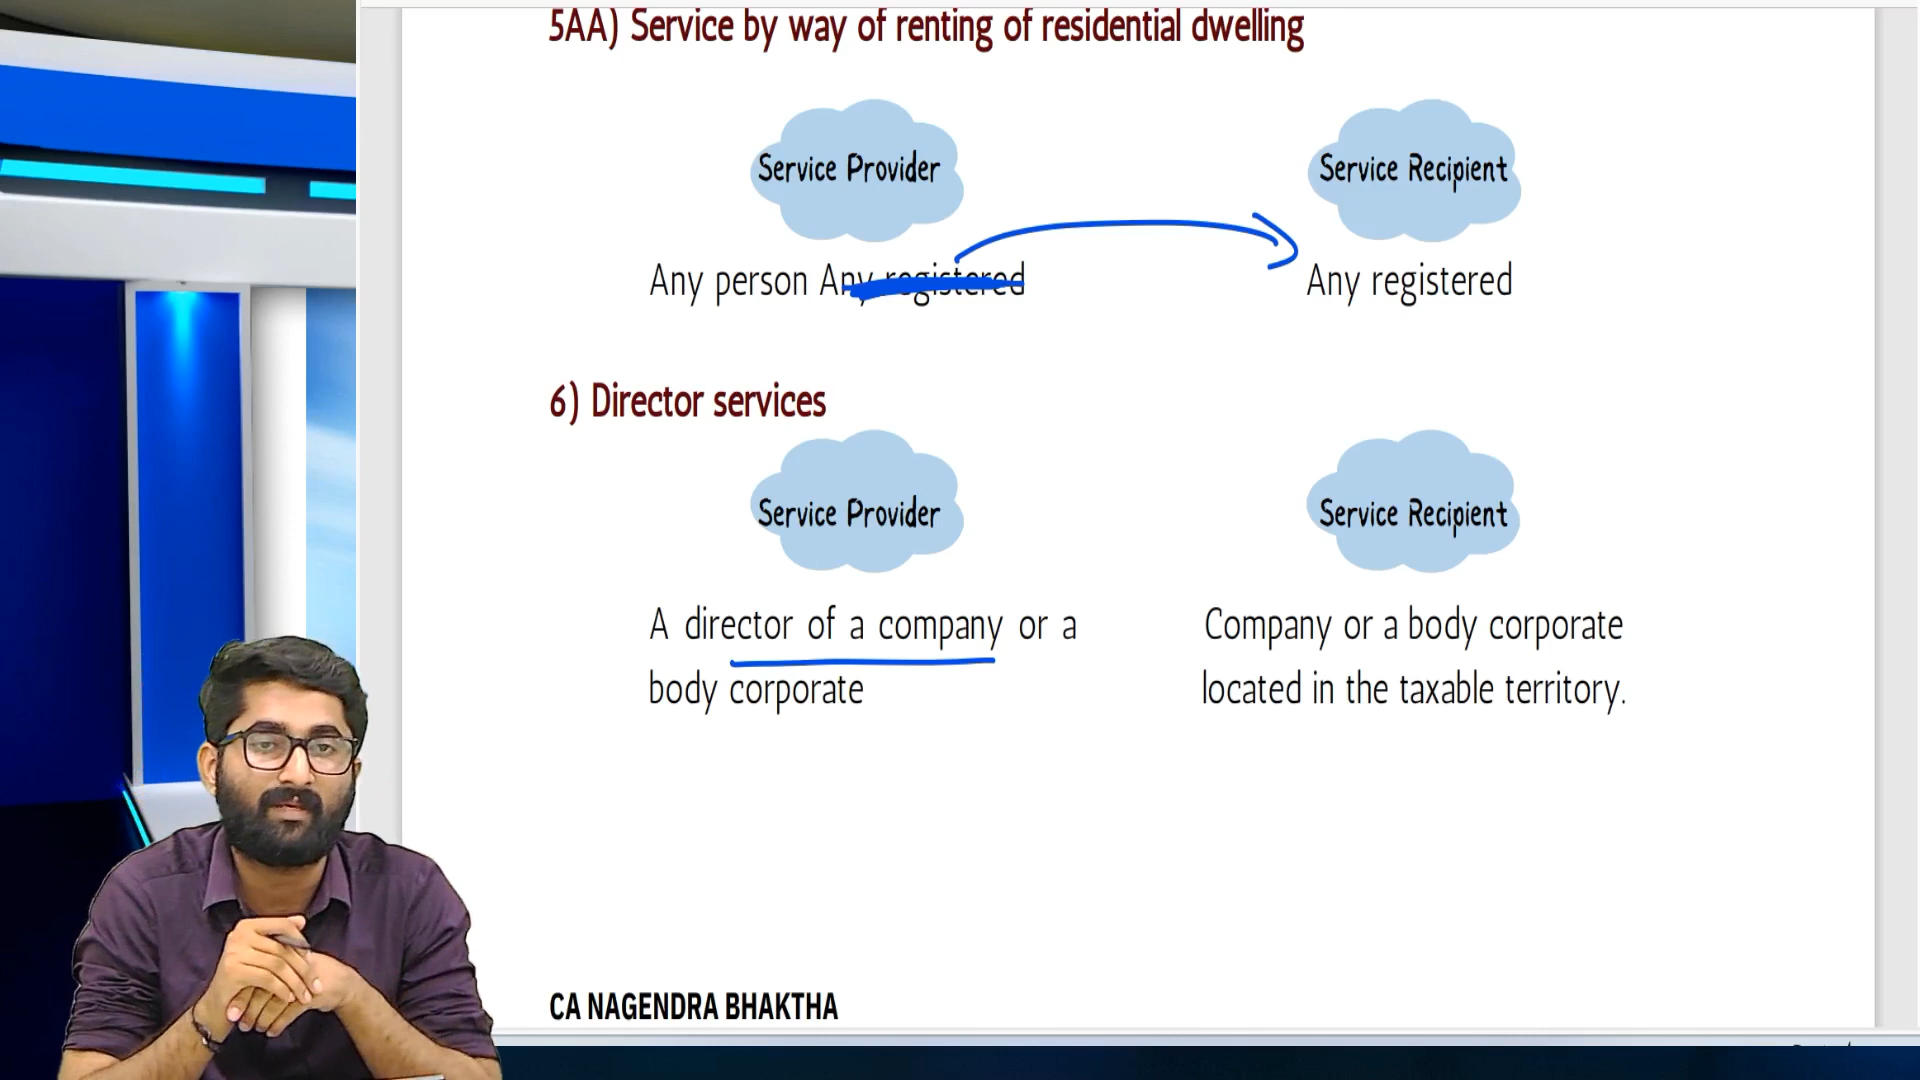 5AA) Service by way of renting of residential dwelling
Service Provider
Service Recipient
Any person Any registered
Any registered
6) Director services
Service Provider
Service Recipient
A director of a company or a
body corporate
Company or a body corporate
located in the taxable territory.
CA NAGENDRA BHAKTHA